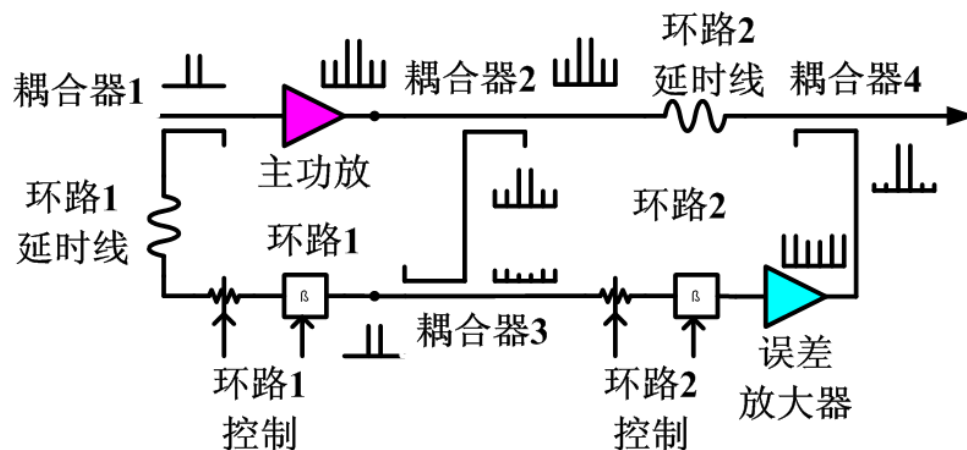 耦合器1
耦合器2
环路2
延时线
耦合器4
主功放
环路1
延时线
环路1
环路2
ß
ß
耦合器3
误差
放大器
环路1
控制
环路2
控制